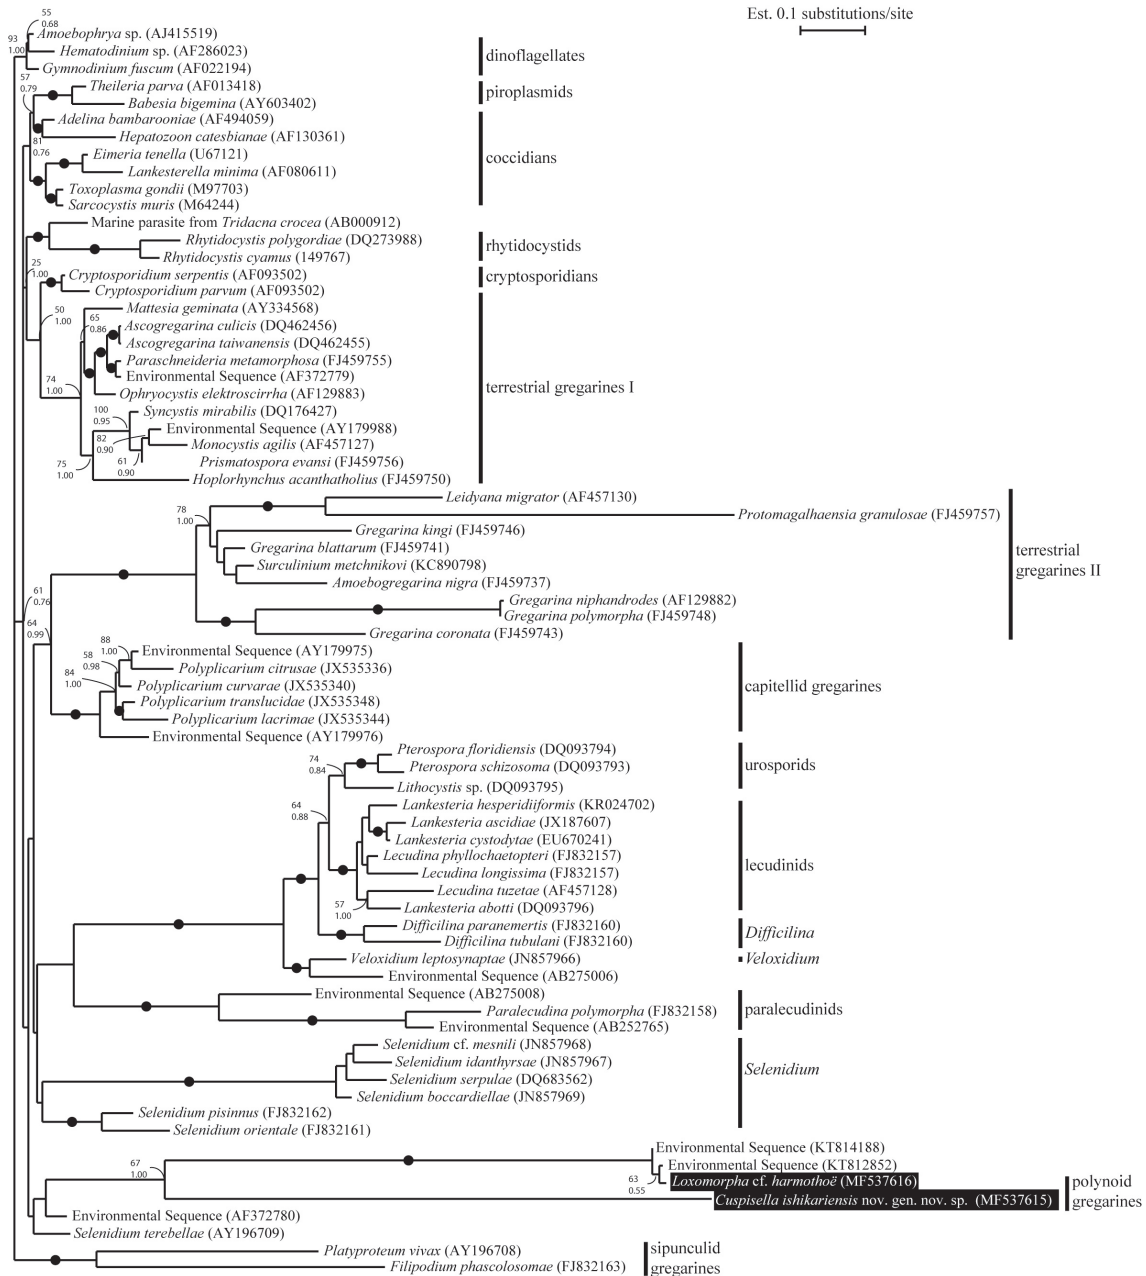 Est. 0.1 substitutions/site
55
0.68
Amoebophrya sp. (AJ415519)
93
1.00
Hematodinium sp. (AF286023)
Gymnodinium fuscum (AF022194)
dinoflagellates
57
0.79
Theileria parva (AF013418)
Babesia bigemina (AY603402)
piroplasmids
Adelina bambarooniae (AF494059)
Hepatozoon catesbianae (AF130361)
81
0.76
Eimeria tenella (U67121)
Lankesterella minima (AF080611)
Toxoplasma gondii (M97703)
Sarcocystis muris (M64244)
coccidians
Marine parasite from Tridacna crocea (AB000912)
Rhytidocystis polygordiae (DQ273988)
Rhytidocystis cyamus (149767)
rhytidocystids
25
1.00
Cryptosporidium serpentis (AF093502)
Cryptosporidium parvum (AF093502)
cryptosporidians
50
1.00
Mattesia geminata (AY334568)
65
0.86
Ascogregarina culicis (DQ462456)
Ascogregarina taiwanensis (DQ462455)
Paraschneideria metamorphosa (FJ459755)
Environmental Sequence (AF372779)
74
1.00
Ophryocystis elektroscirrha (AF129883)
terrestrial gregarines I
100
0.95
Syncystis mirabilis (DQ176427)
Environmental Sequence (AY179988)
82
0.90
Monocystis agilis (AF457127)
61
0.90
Prismatospora evansi (FJ459756)
75
1.00
Hoplorhynchus acanthatholius (FJ459750)
Leidyana migrator (AF457130)
78
1.00
Protomagalhaensia granulosae (FJ459757)
Gregarina kingi (FJ459746)
Gregarina blattarum (FJ459741)
Surculinium metchnikovi (KC890798)
Amoebogregarina nigra (FJ459737)
terrestrial
gregarines II
61
0.76
Gregarina niphandrodes (AF129882)
Gregarina polymorpha (FJ459748)
64
0.99
Gregarina coronata (FJ459743)
88
1.00
Environmental Sequence (AY179975)
58
0.98
Polyplicarium citrusae (JX535336)
84
1.00
Polyplicarium curvarae (JX535340)
Polyplicarium translucidae (JX535348)
Polyplicarium lacrimae (JX535344)
Environmental Sequence (AY179976)
capitellid gregarines
Pterospora floridiensis (DQ093794)
74
0.84
Pterospora schizosoma (DQ093793)
Lithocystis sp. (DQ093795)
urosporids
64
0.88
Lankesteria hesperidiiformis (KR024702)
Lankesteria ascidiae (JX187607)
Lankesteria cystodytae (EU670241)
Lecudina phyllochaetopteri (FJ832157)
Lecudina longissima (FJ832157)
Lecudina tuzetae (AF457128)
57
1.00
Lankesteria abotti (DQ093796)
lecudinids
Difficilina paranemertis (FJ832160)
Difficilina tubulani (FJ832160)
Difficilina
Veloxidium leptosynaptae (JN857966)
Veloxidium
Environmental Sequence (AB275006)
Environmental Sequence (AB275008)
Paralecudina polymorpha (FJ832158)
Environmental Sequence (AB252765)
paralecudinids
Selenidium cf. mesnili (JN857968)
Selenidium idanthyrsae (JN857967)
Selenidium serpulae (DQ683562)
Selenidium boccardiellae (JN857969)
Selenidium pisinnus (FJ832162)
Selenidium orientale (FJ832161)
Selenidium
Environmental Sequence (KT814188)
67
1.00
Environmental Sequence (KT812852)
63
0.55
Loxomorpha cf. harmothoë (MF537616)
Cuspisella ishikariensis nov. gen. nov. sp. (MF537615)
polynoid
gregarines
Environmental Sequence (AF372780)
Selenidium terebellae (AY196709)
Platyproteum vivax (AY196708)
Filipodium phascolosomae (FJ832163)
sipunculid
gregarines